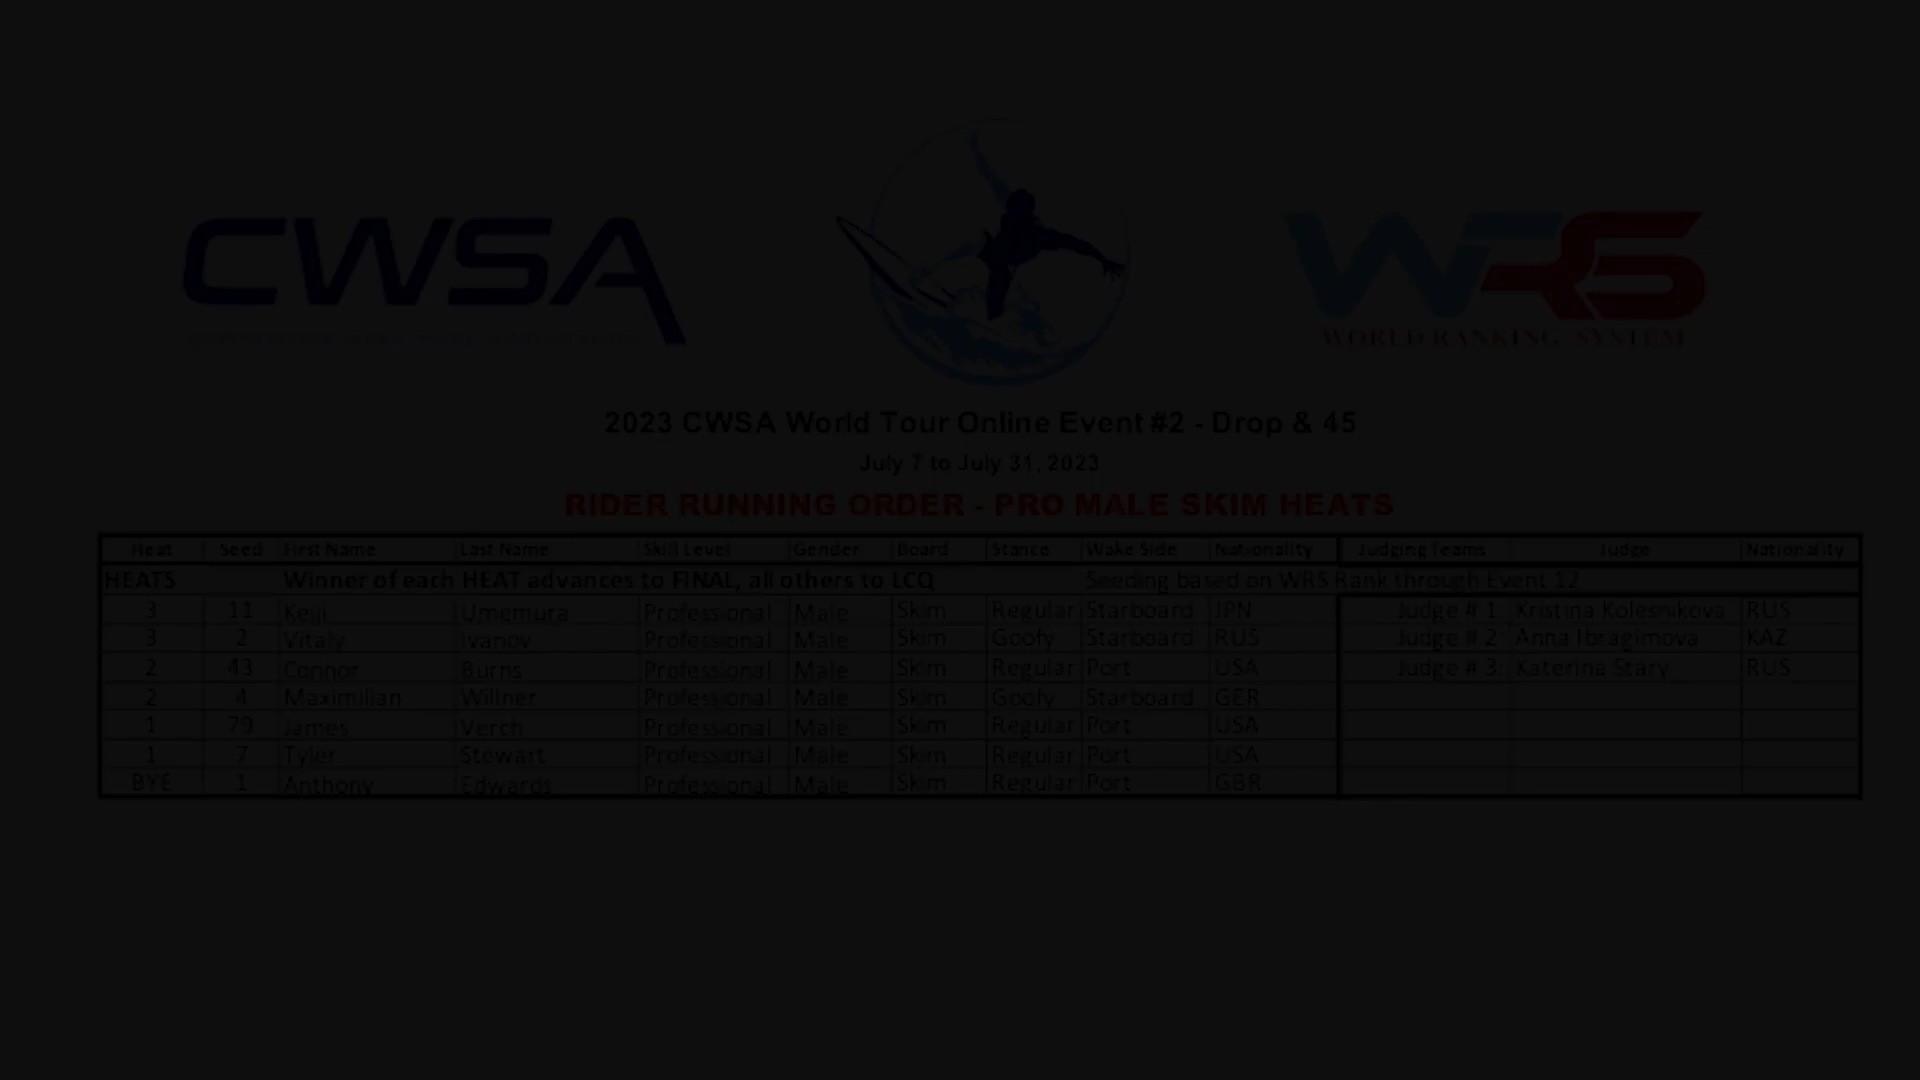 CWSA
WRS
WORLD RANKING SYSTEM
2023 CWSA World Tour Online Event #2 - Drop & 45
July 7 to July 31, 2023
RIDER RUNNING ORDER - PRO MALE SKIM HEATS
Heat Seed First Name Last Name Skill Level Gender Board Stance Wake Side Nationality Judging Teams Judge Nationality
HEATS Winner of each HEAT advances to FINAL, all others to LCQ Seeding based on WRS Rank through Event 12
3 11 Keiji Umemura Professional Male Skim Regular Starboard JPN Judge # 1: Kristina Kolesnikova RUS
3 2 Vitaly Ivanov Professional Male Skim Goofy Starboard RUS Judge # 2: Anna Ibragimova KAZ
2 43 Connor Burns Professional Male Skim Regular Port USA Judge # 3: Katerina Stary RUS
2 4 Maximilian Willner Professional Male Skim Goofy Starboard GER
1 79 James Verch Professional Male Skim Regular Port USA
1 7 Tyler Stewart Professional Male Skim Regular Port USA
BYE 1 Anthony Edwards Professional Male Skim Regular Port GBR